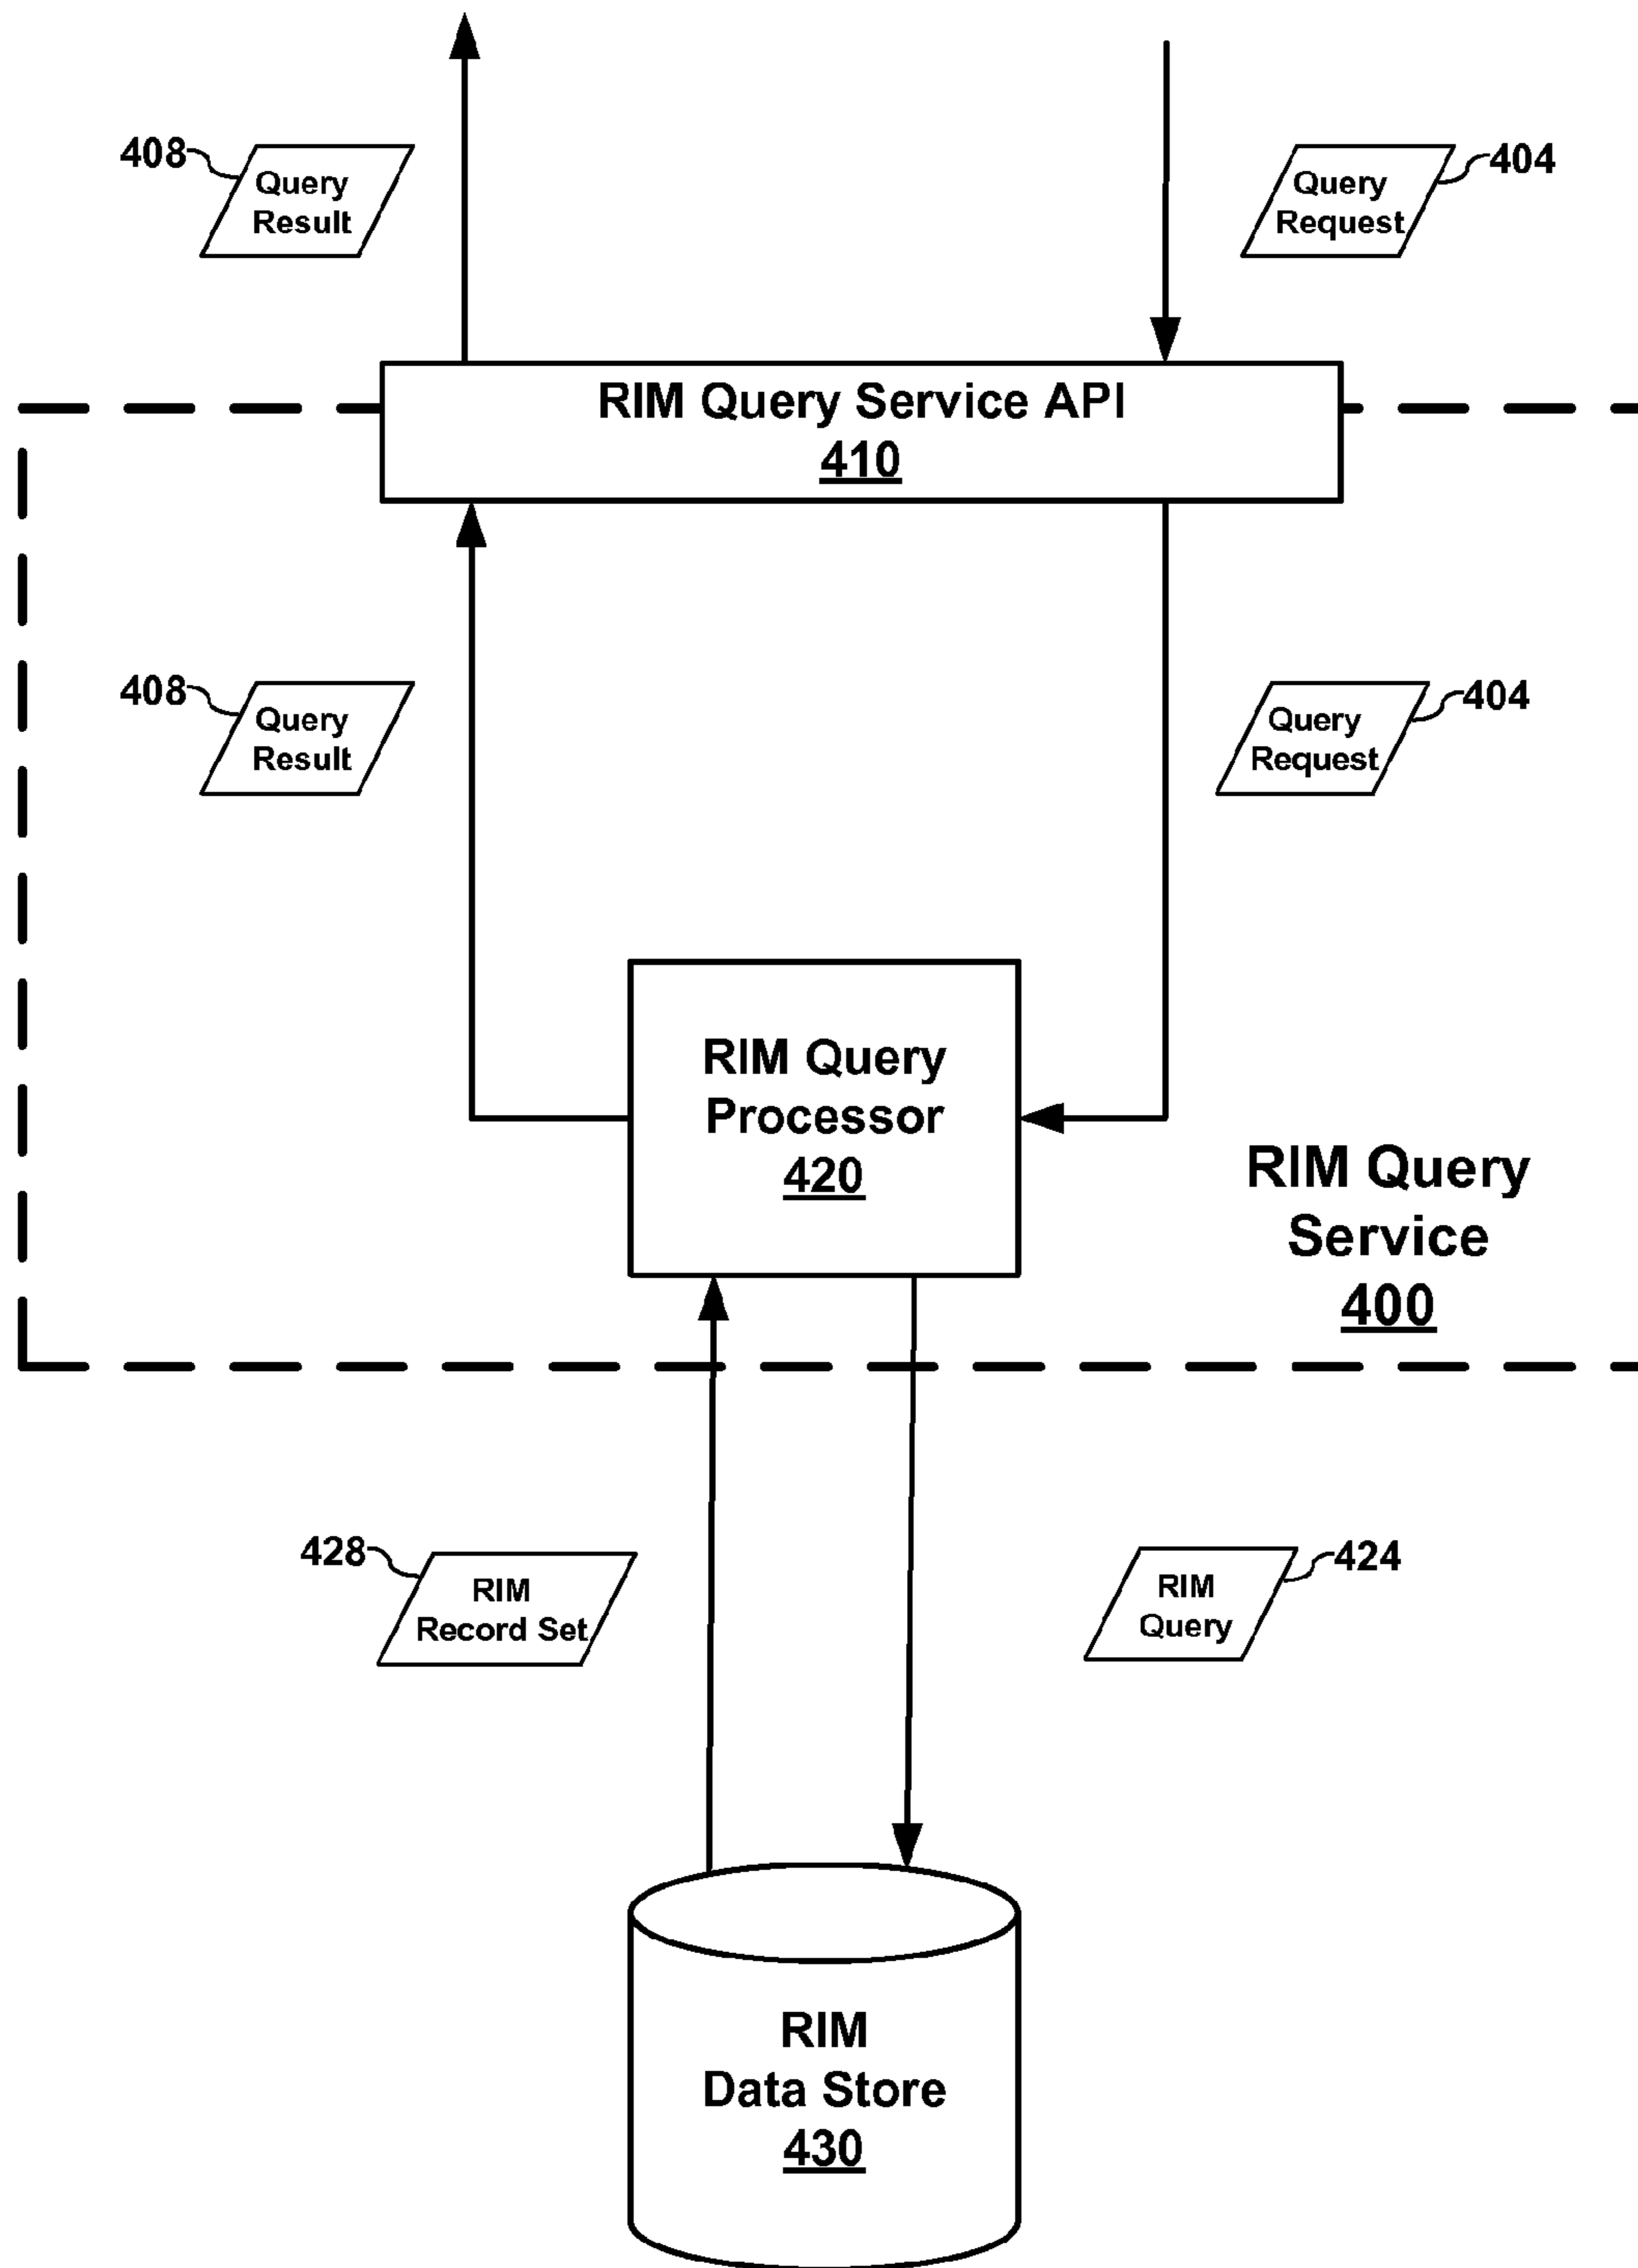 408
Query
Result
Query
Request
404
RIM Query Service API
410
408
Query
Result
Query
Request
404
RIM Query
Processor
420
RIM Query
Service
400
428
RIM
Record Set
RIM
Query
424
RIM
Data Store
430